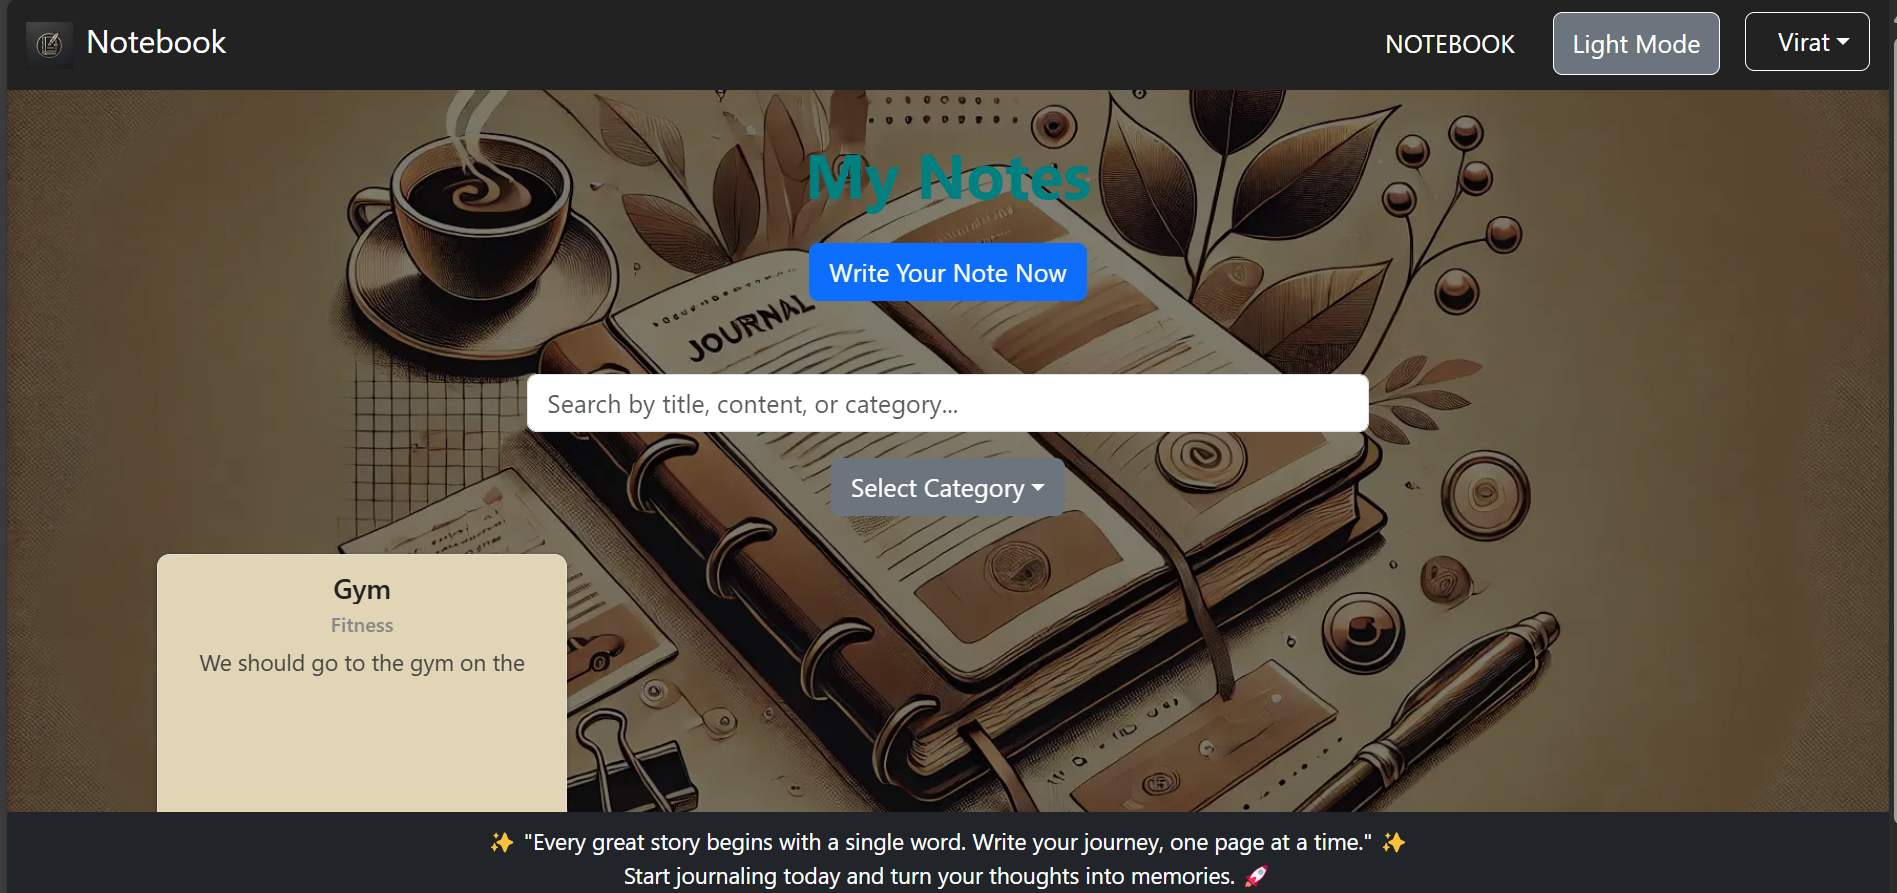 Notebook
NOTEBOOK
Light Mode
Virat
My Notes
Write Your Note Now
JOURNAL
Search by title, content, or category...
Select Category
Gym
Fitness
We should go to the gym on the
✨ "Every great story begins with a single word. Write your journey, one page at a time." ✨
Start journaling today and turn your thoughts into memories. 🚀